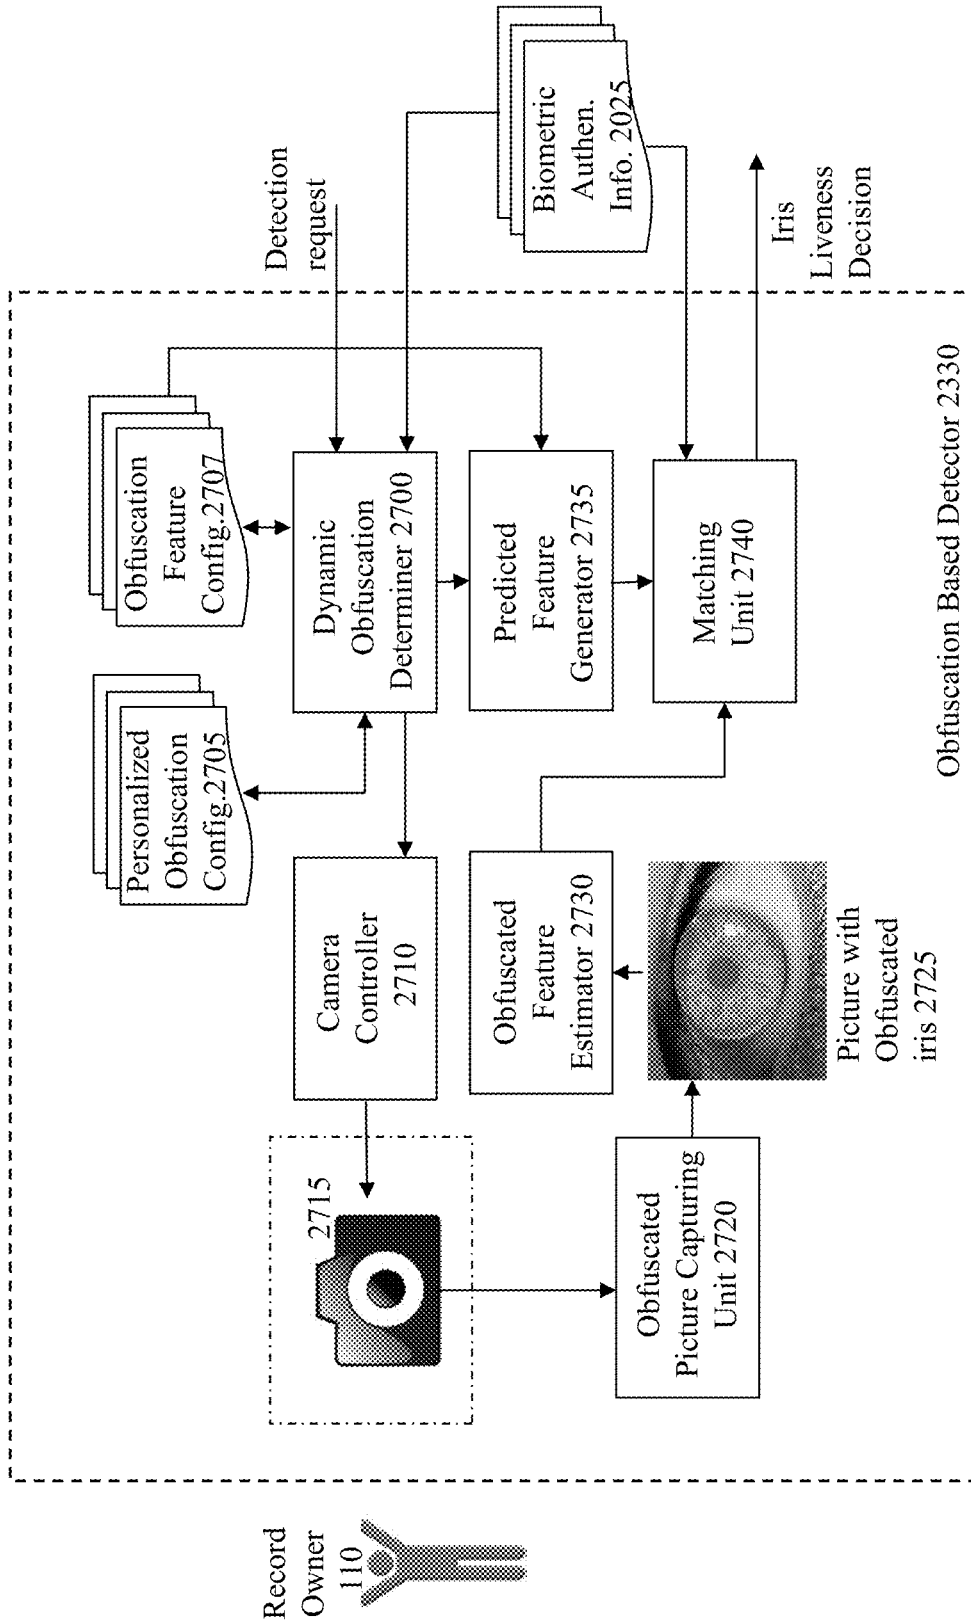 Record
Owner
110
2715
Camera
Controller
2710
Personalized
Obfuscation
Config.2705
Obfuscation
Feature
Config.2707
Dynamic
Obfuscation
Determiner 2700
Detection
request
Obfuscated
Picture Capturing
Unit 2720
Picture with
Obfuscated
iris 2725
Obfuscated
Feature
Estimator 2730
Predicted
Feature
Generator 2735
Matching
Unit 2740
Biometric
Authen.
Info. 2025
Iris
Liveness
Decision
Obfuscation Based Detector 2330